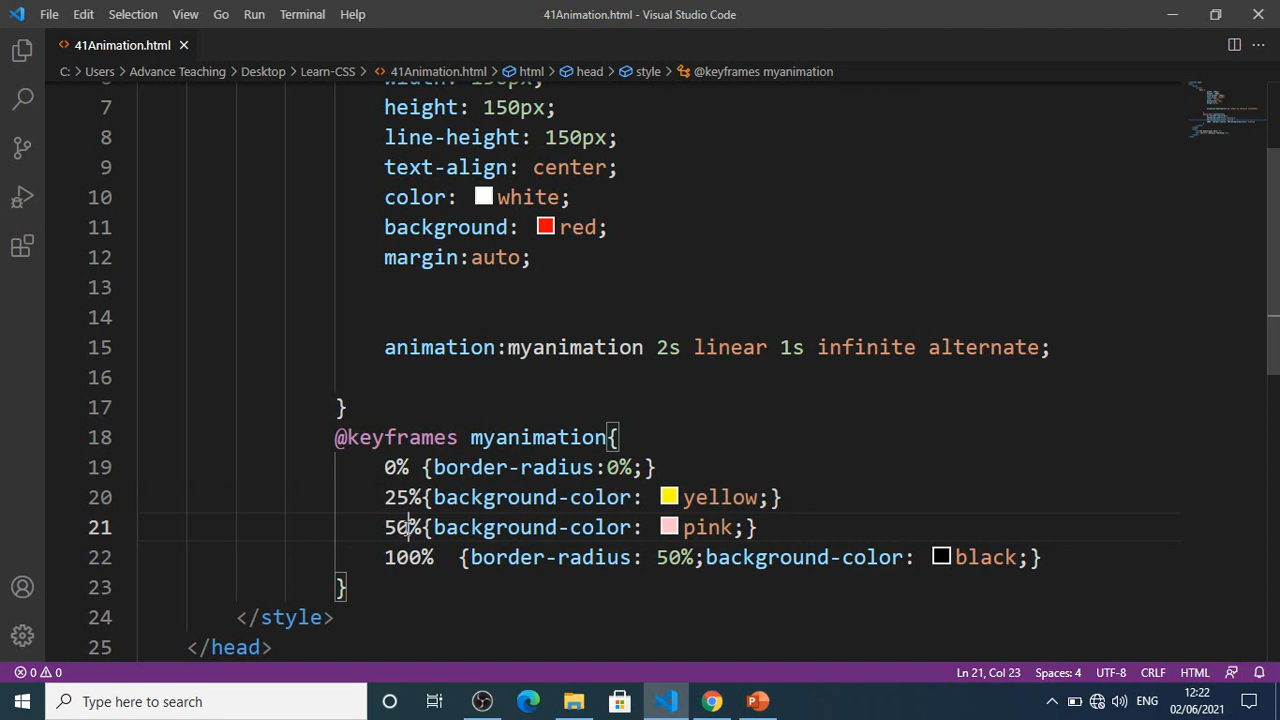 File Edit Selection View Go Run Terminal Help 41Animation.html - Visual Studio Code
41Animation.html
C: > Users > Advance Teaching > Desktop > Learn-CSS > 41Animation.html > html > head > style > @keyframes myanimation
7 height: 150px;
8 line-height: 150px;
9 text-align: center;
10 color: white;
11 background: red;
12 margin:auto;
13
14
15 animation:myanimation 2s linear 1s infinite alternate;
16
17 }
18 @keyframes myanimation{
19 0% {border-radius:0%;}
20 25%{background-color: yellow;}
21 50%{background-color: pink;}
22 100% {border-radius: 50%;background-color: black;}
23 }
24 </style>
25 </head>
0 0 Ln 21, Col 23 Spaces: 4 UTF-8 CRLF HTML
Type here to search ENG 12:22
02/06/2021